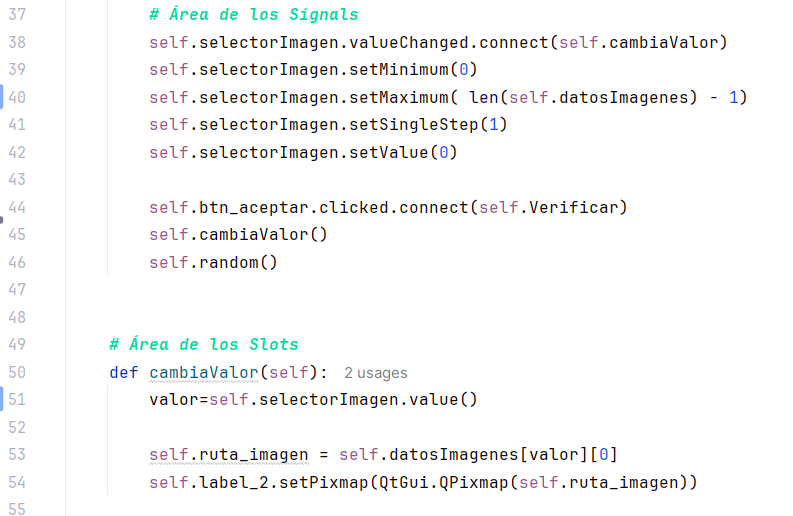 37 # Área de los Signals
38 self.selectorImagen.valueChanged.connect(self.cambiaValor)
39 self.selectorImagen.setMinimum(0)
40 self.selectorImagen.setMaximum( len(self.datosImagenes) - 1)
41 self.selectorImagen.setSingleStep(1)
42 self.selectorImagen.setValue(0)
43
44 self.btn_aceptar.clicked.connect(self.Verificar)
45 self.cambiaValor()
46 self.random()
47
48
49 # Área de los Slots
50 def cambiaValor(self): 2 usages
51 valor=self.selectorImagen.value()
52
53 self.ruta_imagen = self.datosImagenes[valor][0]
54 self.label_2.setPixmap(QtGui.QPixmap(self.ruta_imagen))
55